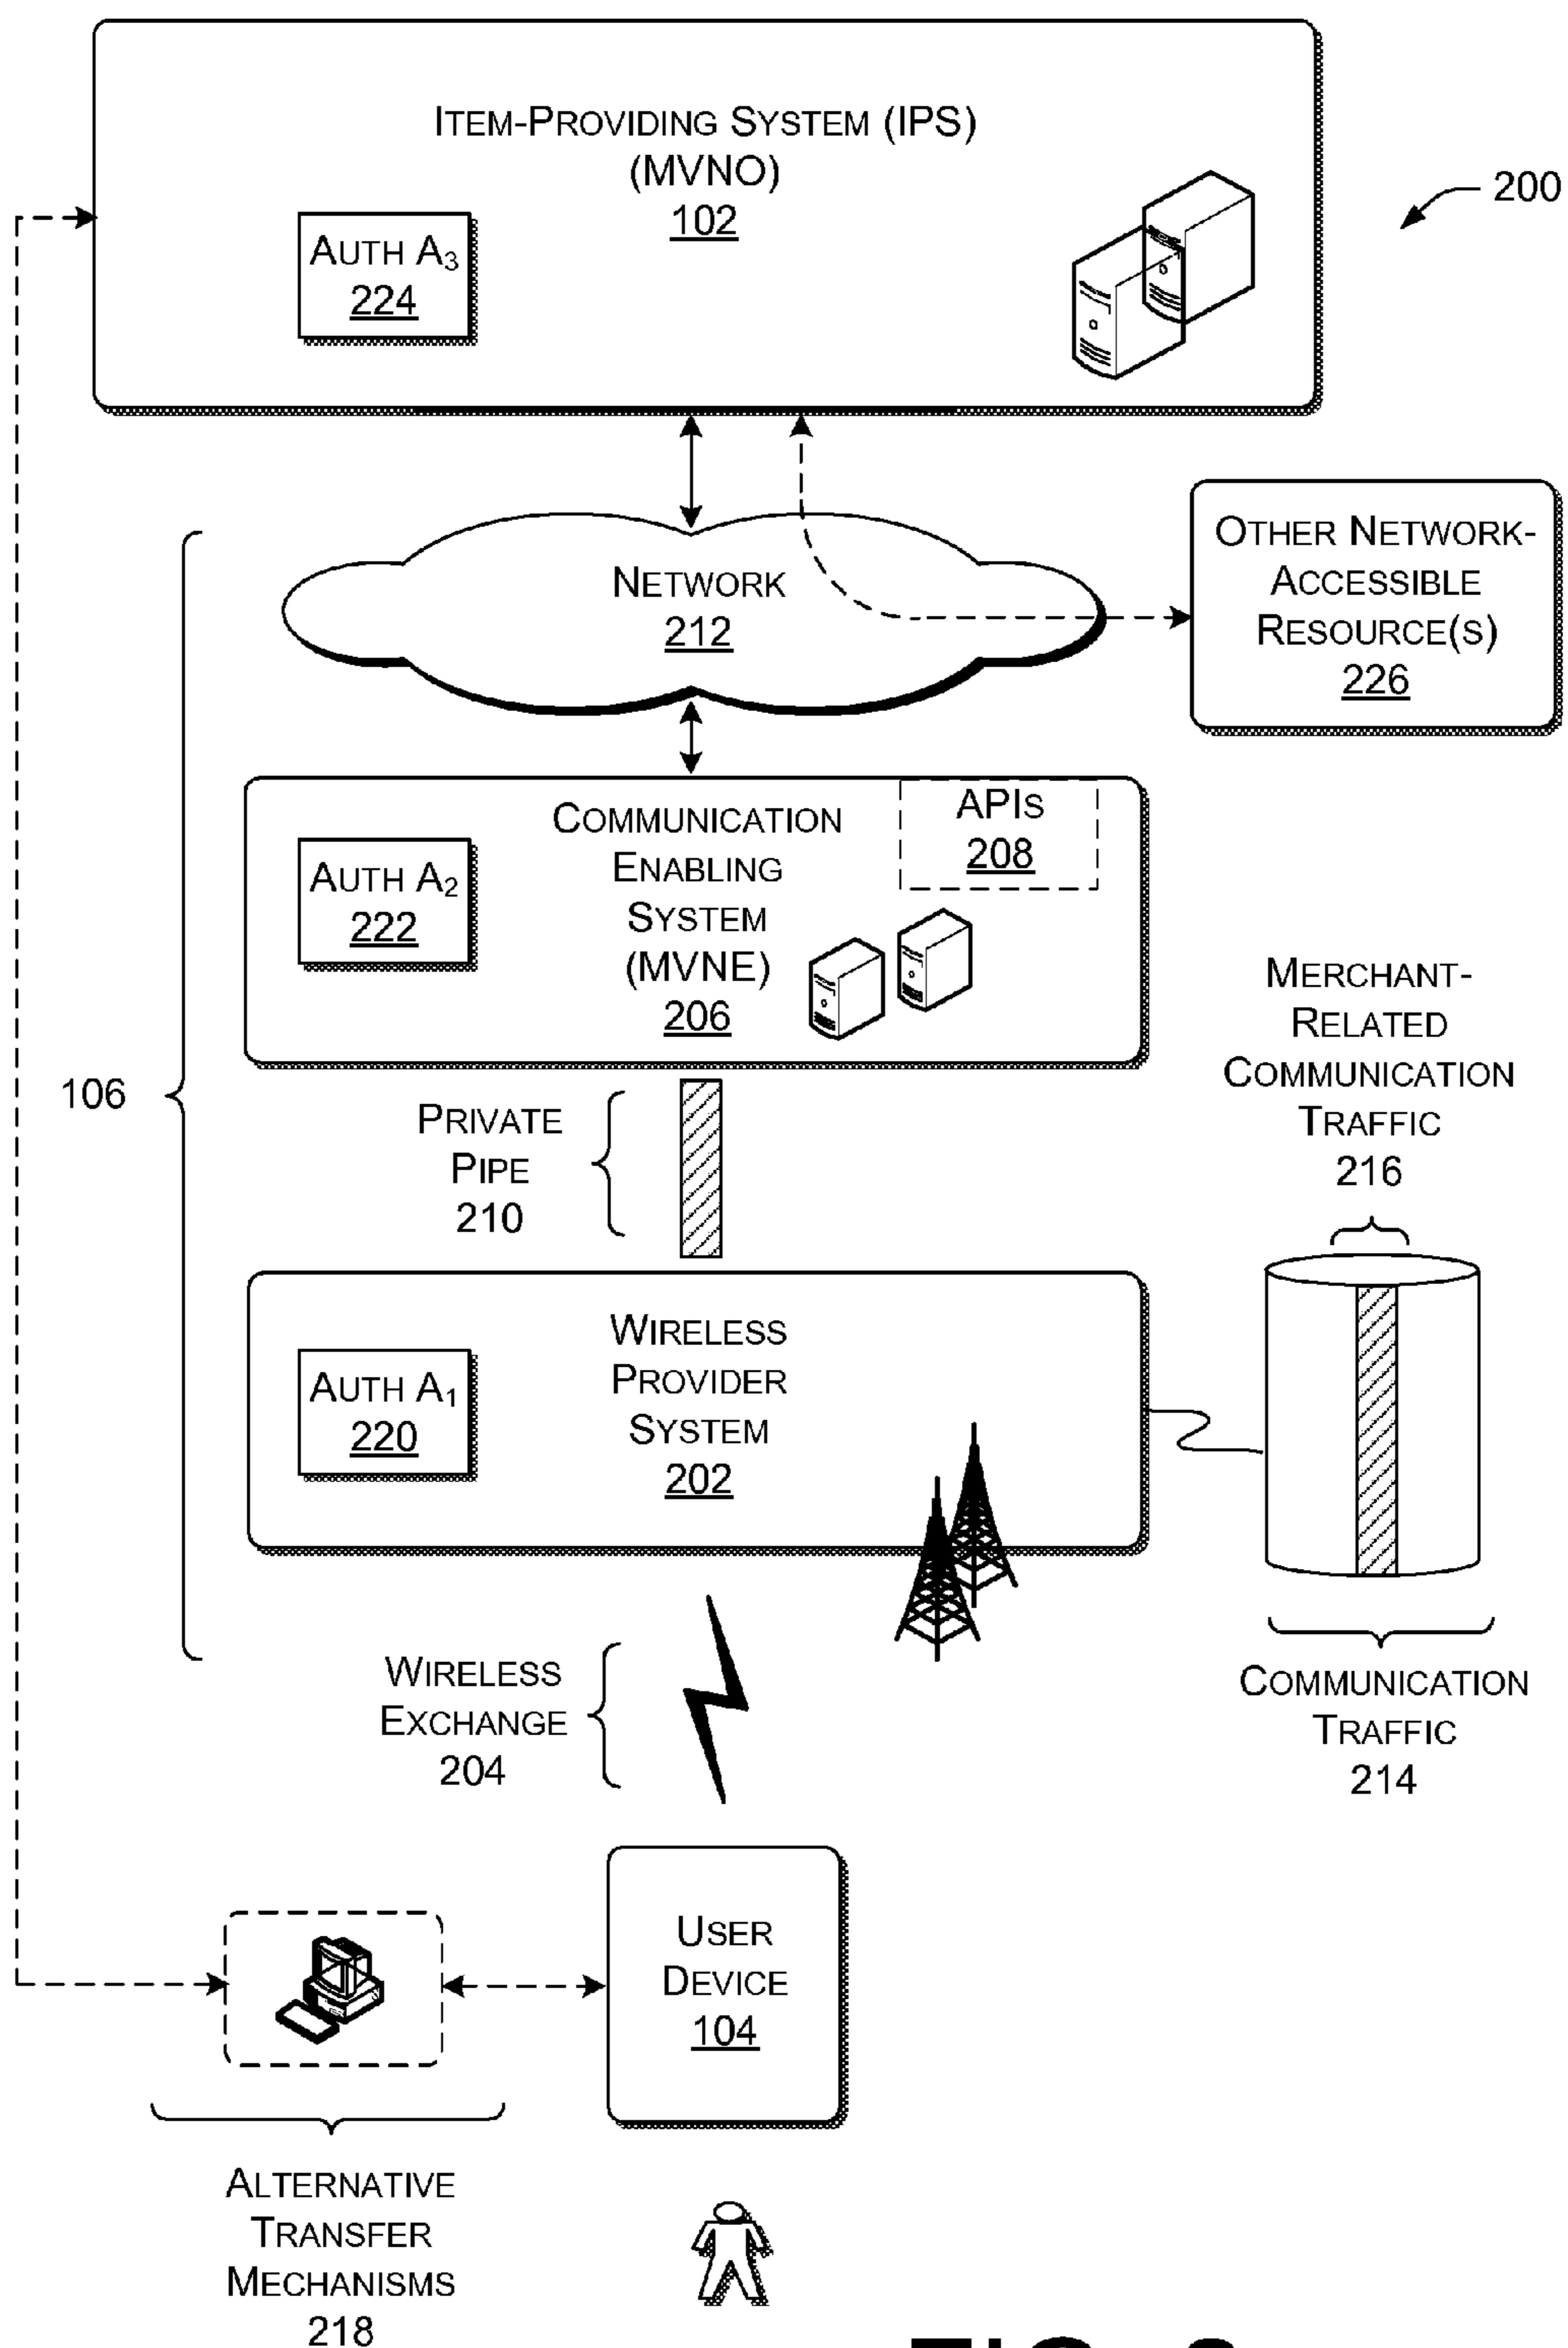 ITEM-PROVIDING SYSTEM (IPS)
(MVNO)
102
200
AUTH A3
224
NETWORK
212
OTHER NETWORK-
ACCESSIBLE
RESOURCE(S)
226
COMMUNICATION
ENABLING
SYSTEM
(MVNE)
206
APIS
208
AUTH A2
222
MERCHANT-
RELATED
COMMUNICATION
TRAFFIC
216
106
PRIVATE
PIPE
210
WIRELESS
PROVIDER
SYSTEM
202
AUTH A1
220
WIRELESS
EXCHANGE
204
COMMUNICATION
TRAFFIC
214
USER
DEVICE
104
ALTERNATIVE
TRANSFER
MECHANISMS
218